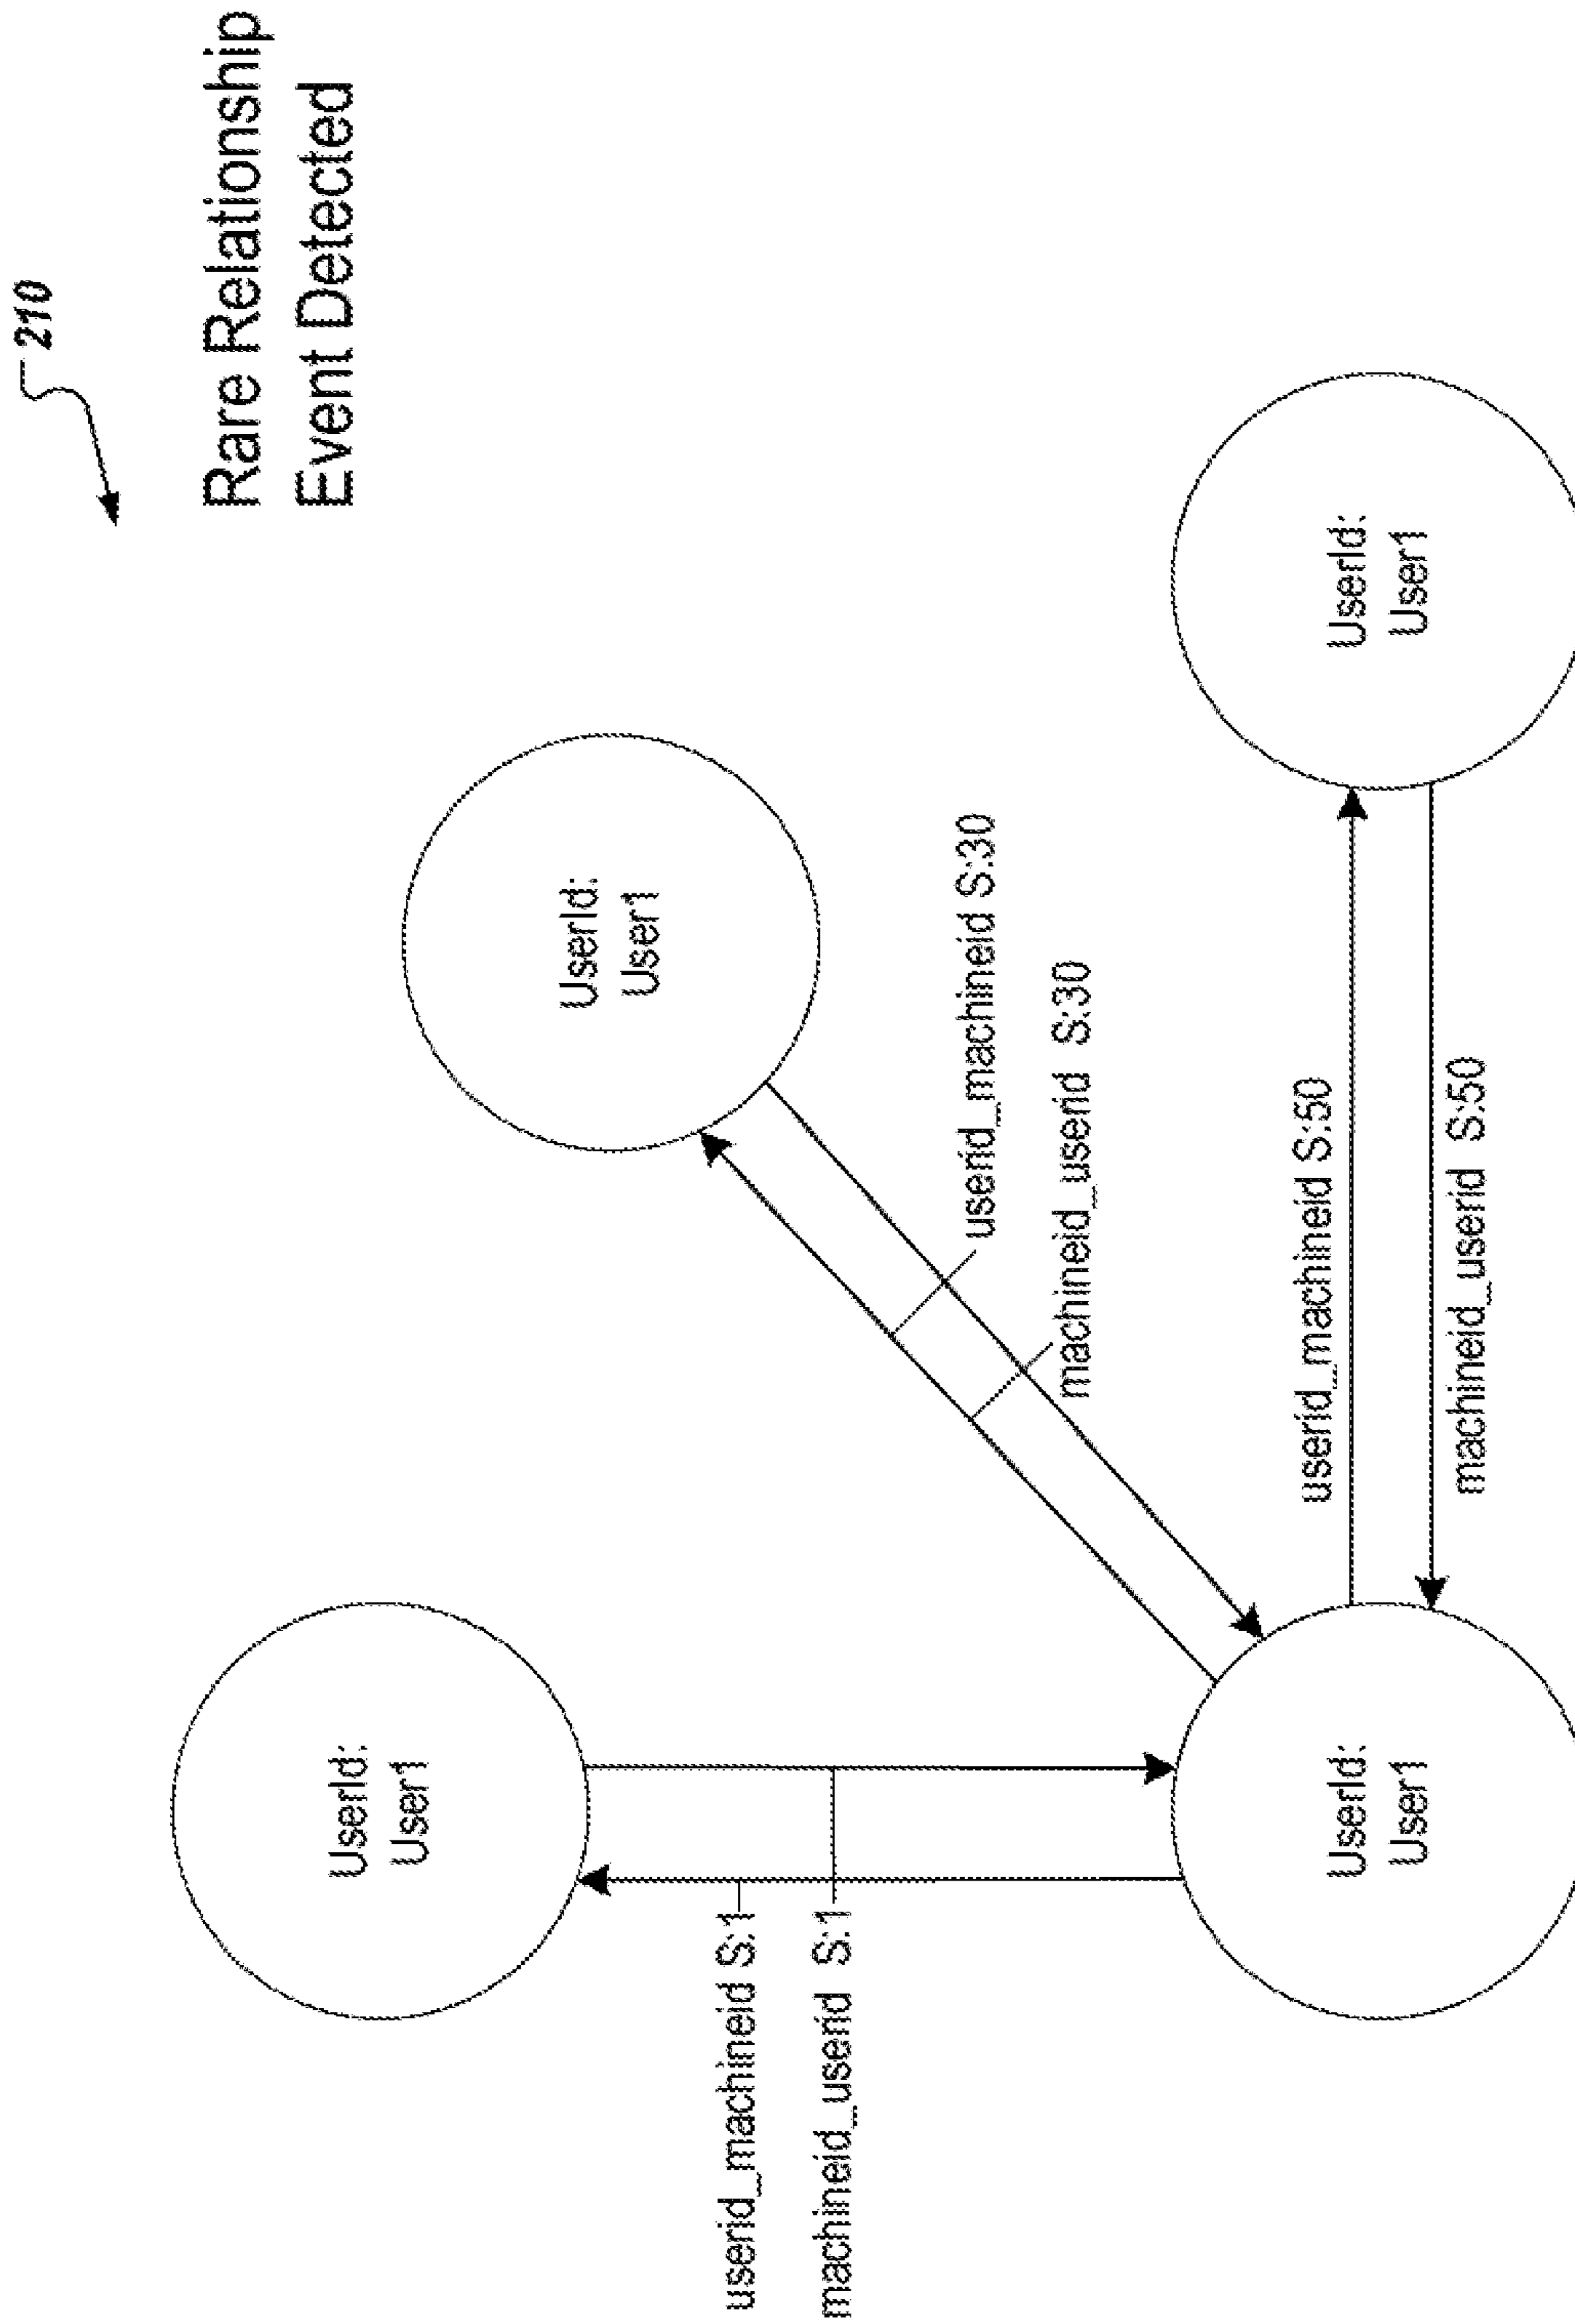 210
Rare Relationship
Event Detected
UserId:
User1
userid_machineid S:1
machineid_userid S:1
UserId:
User1
userid_machineid S:30
machineid_userid S:30
UserId:
User1
userid_machineid S:50
machineid_userid S:50
UserId:
User1